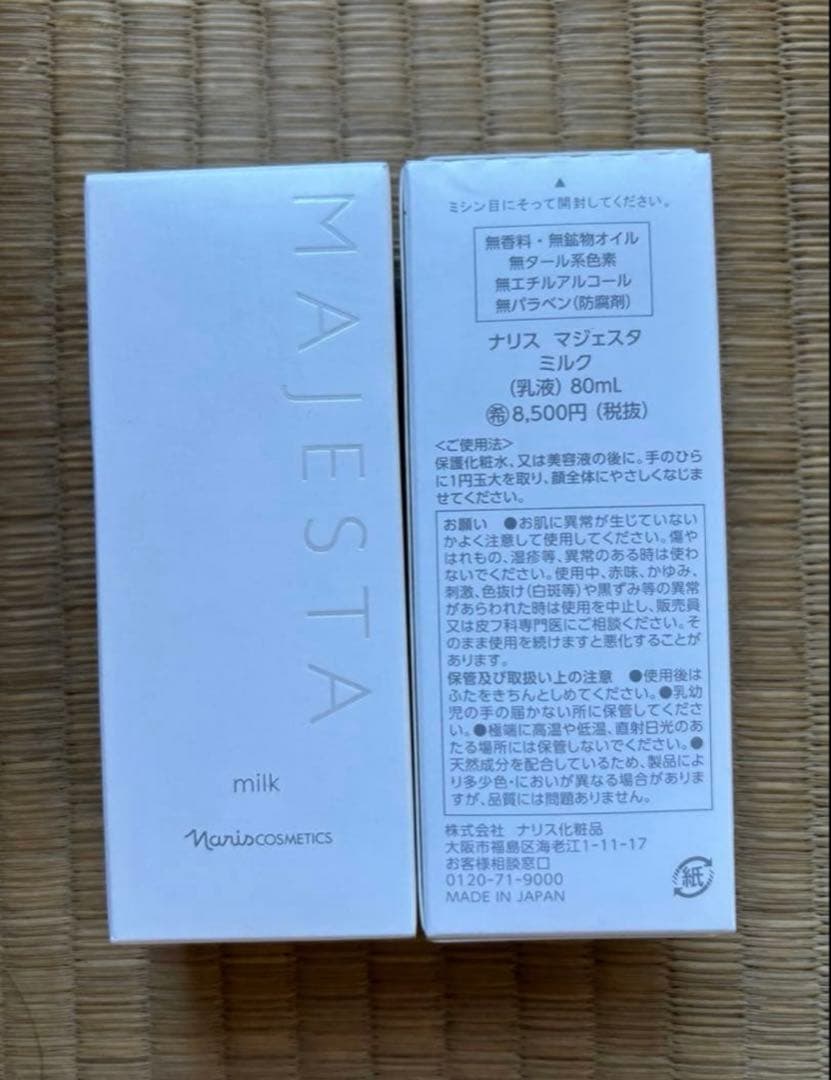 MAJESTA
milk
naris COSMETICS
▲
ミシン目にそって開封してください。
無香料・無鉱物オイル
無タール系色素
無エチルアルコール
無パラベン(防腐剤)
ナリス マジェスタ
ミルク
(乳液) 80mL
㊒8,500円(税抜)
<ご使用法>
保護化粧水、又は美容液の後に。手のひら
に1円玉大を取り、顔全体にやさしくなじま
せてください。
お願い ●お肌に異常が生じていない
かよく注意して使用してください。傷や
はれもの、湿疹等、異常のある時は使わ
ないでください。使用中、赤味、かゆみ、
刺激、色抜け(白斑等)や黒ずみ等の異常
があらわれた時は使用を中止し、販売員
又は皮フ科専門医にご相談ください。そ
のまま使用を続けますと悪化することが
あります。
保管及び取扱い上の注意 ●使用後は
ふたをきちんとしめてください。●乳幼
児の手の届かない所に保管してくださ
い。●極端に高温や低温、直射日光のあ
たる場所には保管しないでください。●
天然成分を配合しているため、製品によ
り多少色・においが異なる場合がありま
すが、品質には問題ありません。
株式会社 ナリス化粧品
大阪市福島区海老江1-11-17
お客様相談窓口
0120-71-9000
MADE IN JAPAN
紙